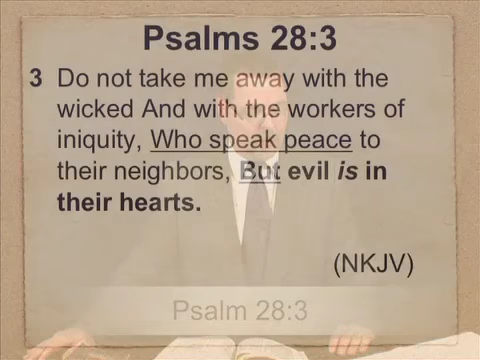 Psalms 28:3
3 Do not take me away with the
wicked And with the workers of
iniquity, Who speak peace to
their neighbors, But evil is in
their hearts.
(NKJV)
Psalm 28:3